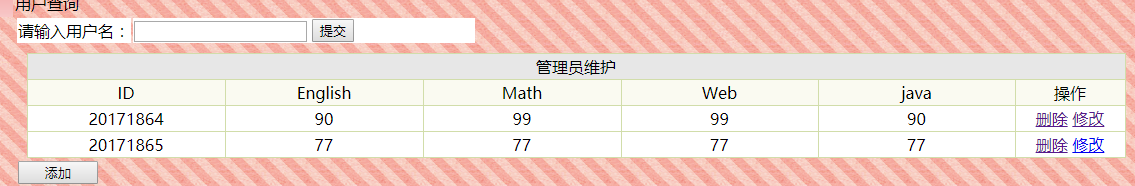 用户查询
请输入用户名： 提交
管理员维护
ID English Math Web java 操作
20171864 90 99 99 90 删除 修改
20171865 77 77 77 77 删除 修改
添加